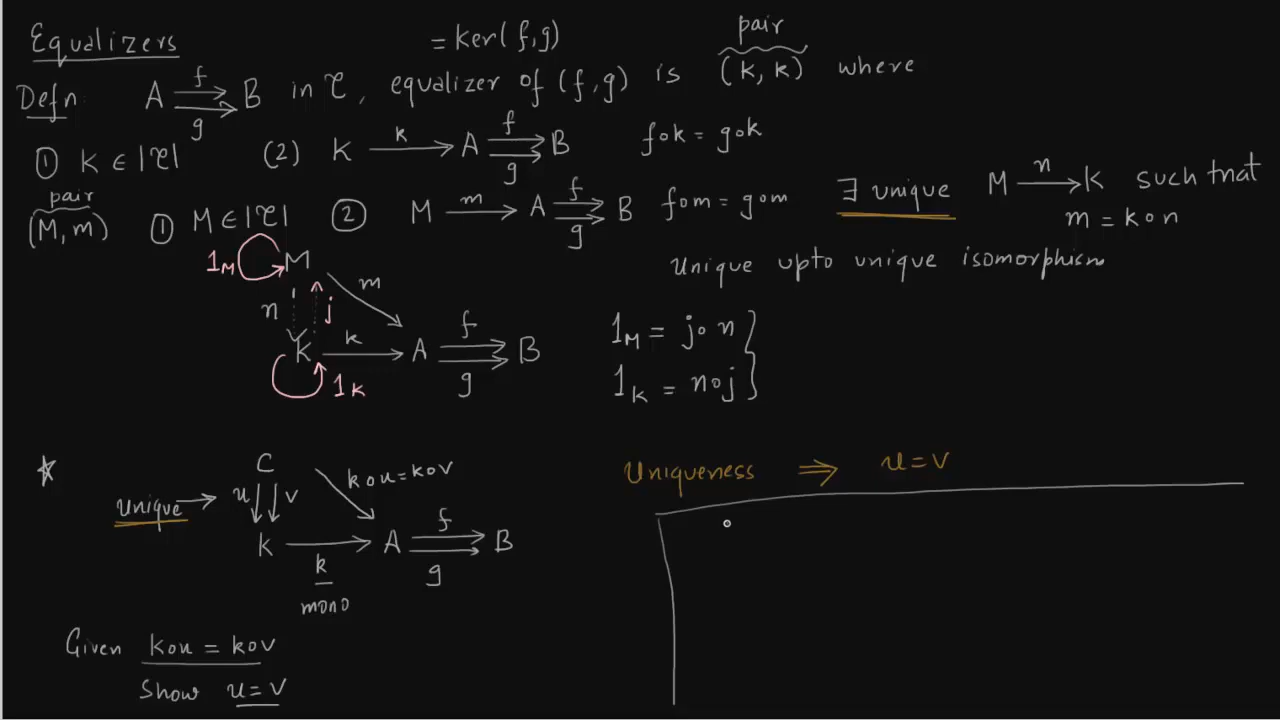 Equalizers = Ker(f,g) pair
Defn: A f g B in 𝒞, equalizer of (f,g) is (K, k) where
① K ∈ |𝒞| (2) K k A f g B f∘k = g∘k
pair (M, m) ① M ∈ |𝒞| ② M m A f g B f∘m = g∘m ∃ unique M n K such that
m = k∘n
Unique upto unique isomorphism
1M M m
n j
K k A f g B
1K
1M = j∘n
1K = n∘j
C k∘u = k∘v
Unique → u v
K k A f g B
mono
Uniqueness ⇒ u = v
Given k∘u = k∘v
Show u = v